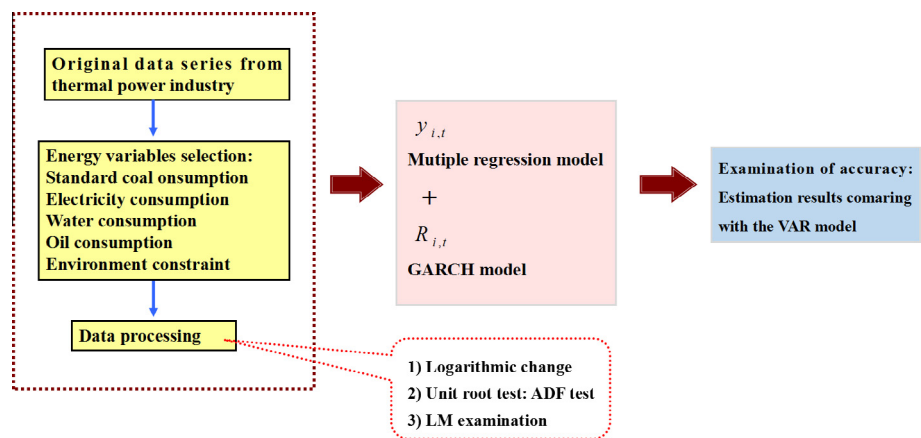 Original data series from
thermal power industry
Energy variables selection:
Standard coal onsumption
Electricity consumption
Water consumption
Oil consumption
Environment constraint
Data processing
1) Logarithmic change
2) Unit root test: ADF test
3) LM examination
y i,t
Mutiple regression model
+
R i,t
GARCH model
Examination of accuracy:
Estimation results comaring
with the VAR model